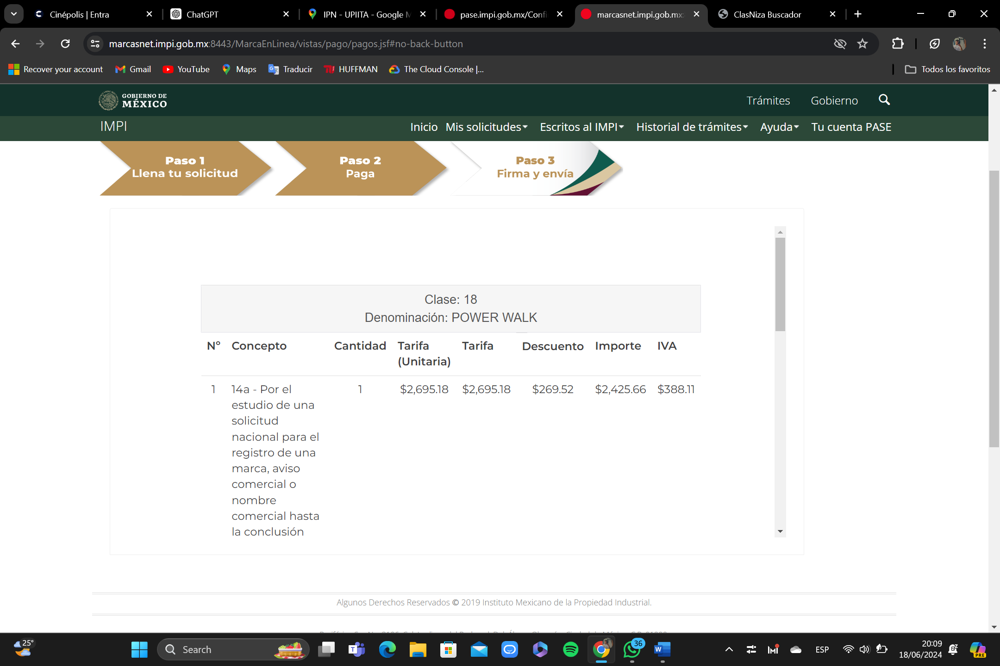 Cinépolis | Entra
ChatGPT
IPN - UPIITA - Google M
pase.impi.gob.mx/Confi
marcasnet.impi.gob.mx:
ClasNiza Buscador
marcasnet.impi.gob.mx:8443/MarcaEnLinea/vistas/pago/pagos.jsf#no-back-button
Recover your account
Gmail
YouTube
Maps
Traducir
HUFFMAN
The Cloud Console |...
Todos los favoritos
GOBIERNO DE
MÉXICO
Trámites
Gobierno
IMPI
Inicio
Mis solicitudes
Escritos al IMPI
Historial de trámites
Ayuda
Tu cuenta PASE
Paso 1
Llena tu solicitud
Paso 2
Paga
Paso 3
Firma y envía
Clase: 18
Denominación: POWER WALK
Nº Concepto Cantidad Tarifa (Unitaria) Tarifa Descuento Importe IVA
1 14a - Por el 1 $2,695.18 $2,695.18 $269.52 $2,425.66 $388.11
estudio de una
solicitud
nacional para el
registro de una
marca, aviso
comercial o
nombre
comercial hasta
la conclusión
Algunos Derechos Reservados © 2019 Instituto Mexicano de la Propiedad Industrial.
25°
Search
36
ESP
20:09
18/06/2024
PRE